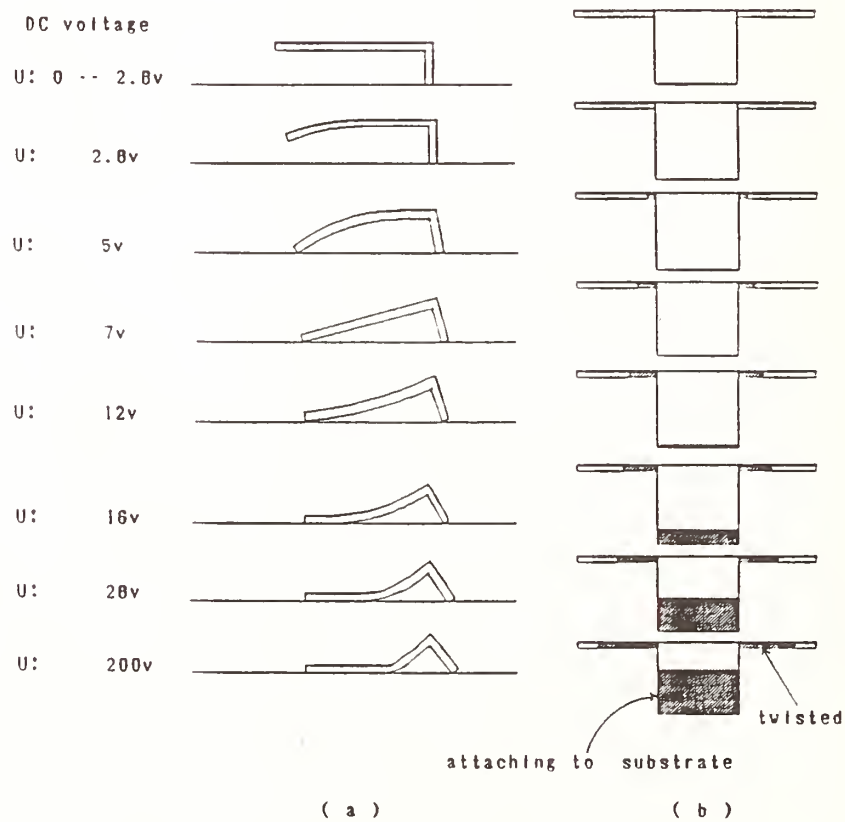 DC voltage
U: 0 -- 2.8v
U: 2.8v
U: 5v
U: 7v
U: 12v
U: 16v
U: 28v
U: 200v
twisted
attaching to substrate
( a ) ( b )